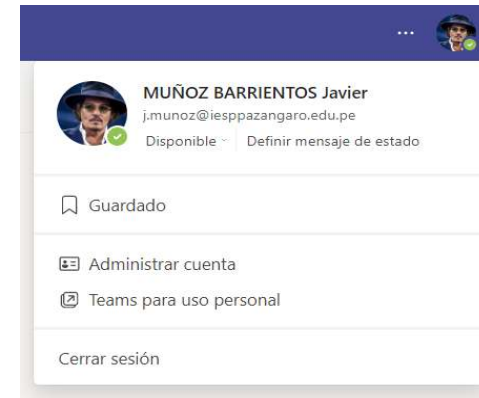 ...
MUÑOZ BARRIENTOS Javier
j.munoz@iesppazangaro.edu.pe
Disponible Definir mensaje de estado
Guardado
Administrar cuenta
Teams para uso personal
Cerrar sesión